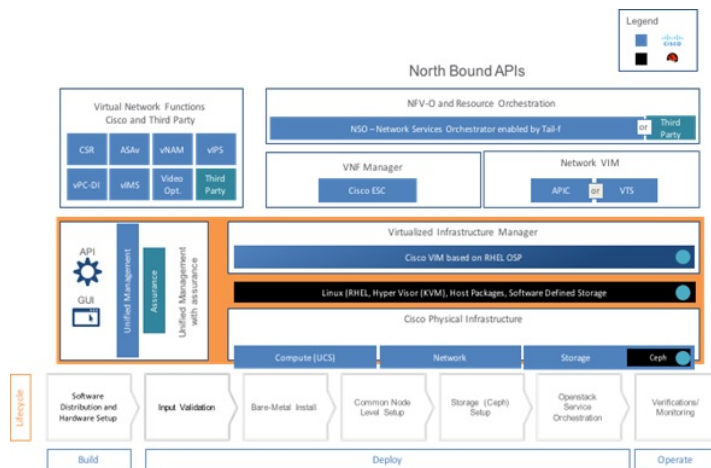 Legend
CISCO
North Bound APIs
Virtual Network Functions
Cisco and Third Party
CSR
ASAv
vNAM
vIPS
vPC-DI
vIMS
Video
Opt.
Third
Party
NFV-O and Resource Orchestration
NSO – Network Services Orchestrator enabled by Tail-f
or
Third
Party
VNF Manager
Cisco ESC
Network VIM
APIC
or
VTS
API
GUI
Unified Management
Assurance
Unified Management
with assurance
Virtualized Infrastructure Manager
Cisco VIM based on RHEL OSP
Linux (RHEL, Hyper Visor (KVM), Host Packages, Software Defined Storage
Cisco Physical Infrastructure
Compute (UCS)
Network
Storage
Ceph
Lifecycle
Software
Distribution and
Hardware Setup
Input Validation
Bare-Metal Install
Common Node
Level Setup
Storage (Ceph)
Setup
Openstack
Service
Orchestration
Verifications/
Monitoring
Build
Deploy
Operate